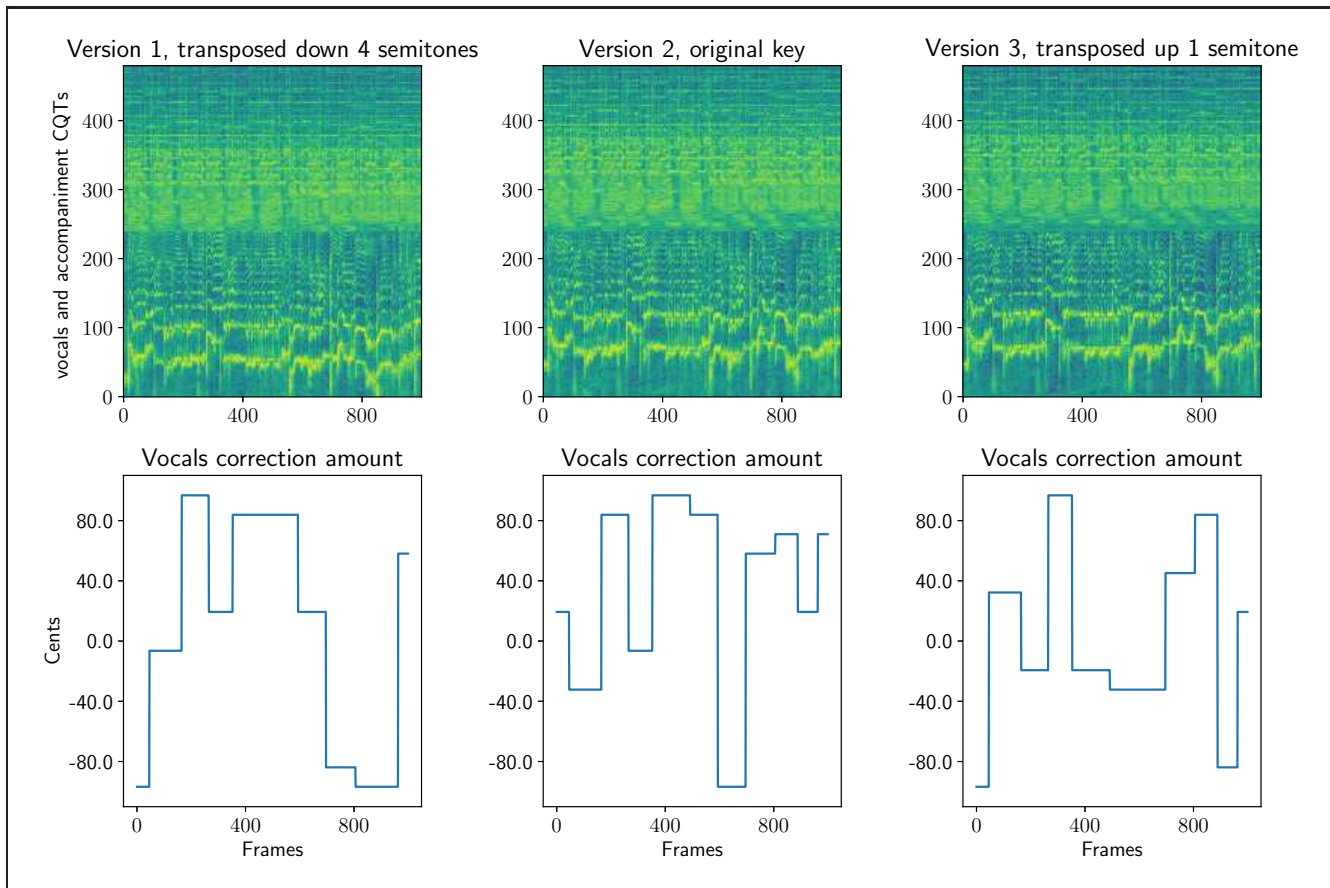 Version 1, transposed down 4 semitones
Version 2, original key
Version 3, transposed up 1 semitone
vocals and accompaniment CQTs
400
300
200
100
0
0 400 800
400
300
200
100
0
0 400 800
400
300
200
100
0
0 400 800
Vocals correction amount
Vocals correction amount
Vocals correction amount
Cents
80.0
40.0
0.0
-40.0
-80.0
0 400 800
Frames
80.0
40.0
0.0
-40.0
-80.0
0 400 800
Frames
80.0
40.0
0.0
-40.0
-80.0
0 400 800
Frames